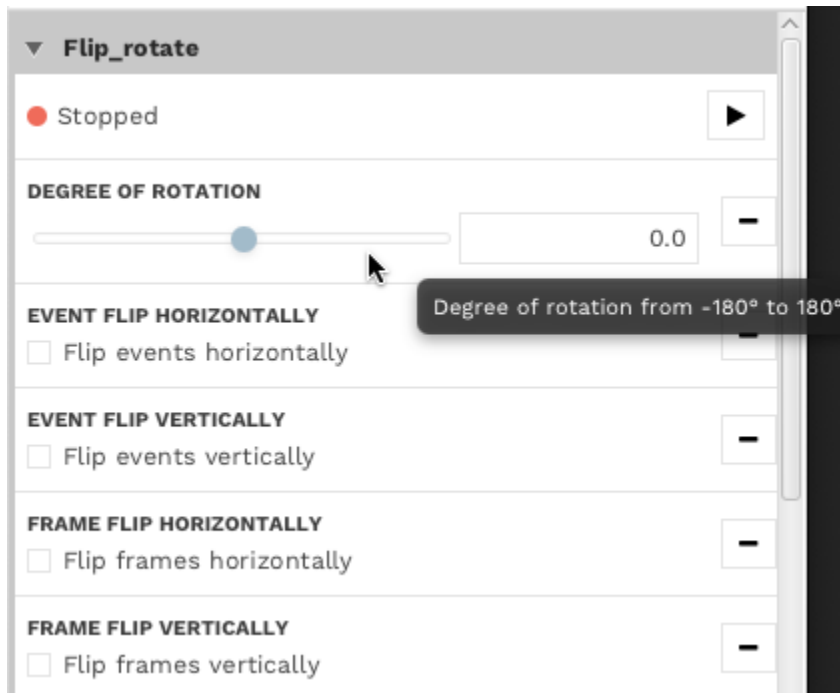 Flip_rotate
Stopped
DEGREE OF ROTATION
0.0
Degree of rotation from -180° to 180°
EVENT FLIP HORIZONTALLY
Flip events horizontally
EVENT FLIP VERTICALLY
Flip events vertically
FRAME FLIP HORIZONTALLY
Flip frames horizontally
FRAME FLIP VERTICALLY
Flip frames vertically